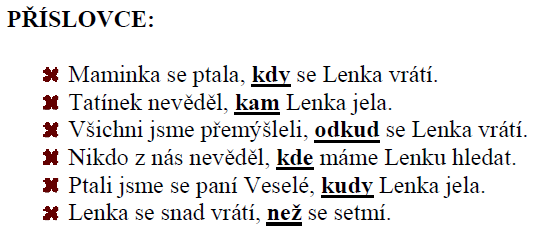 PŘÍSLOVCE:
Maminka se ptala, kdy se Lenka vrátí.
Tatínek nevěděl, kam Lenka jela.
Všichni jsme přemýšleli, odkud se Lenka vrátí.
Nikdo z nás nevěděl, kde máme Lenku hledat.
Ptali jsme se paní Veselé, kudy Lenka jela.
Lenka se snad vrátí, než se setmí.